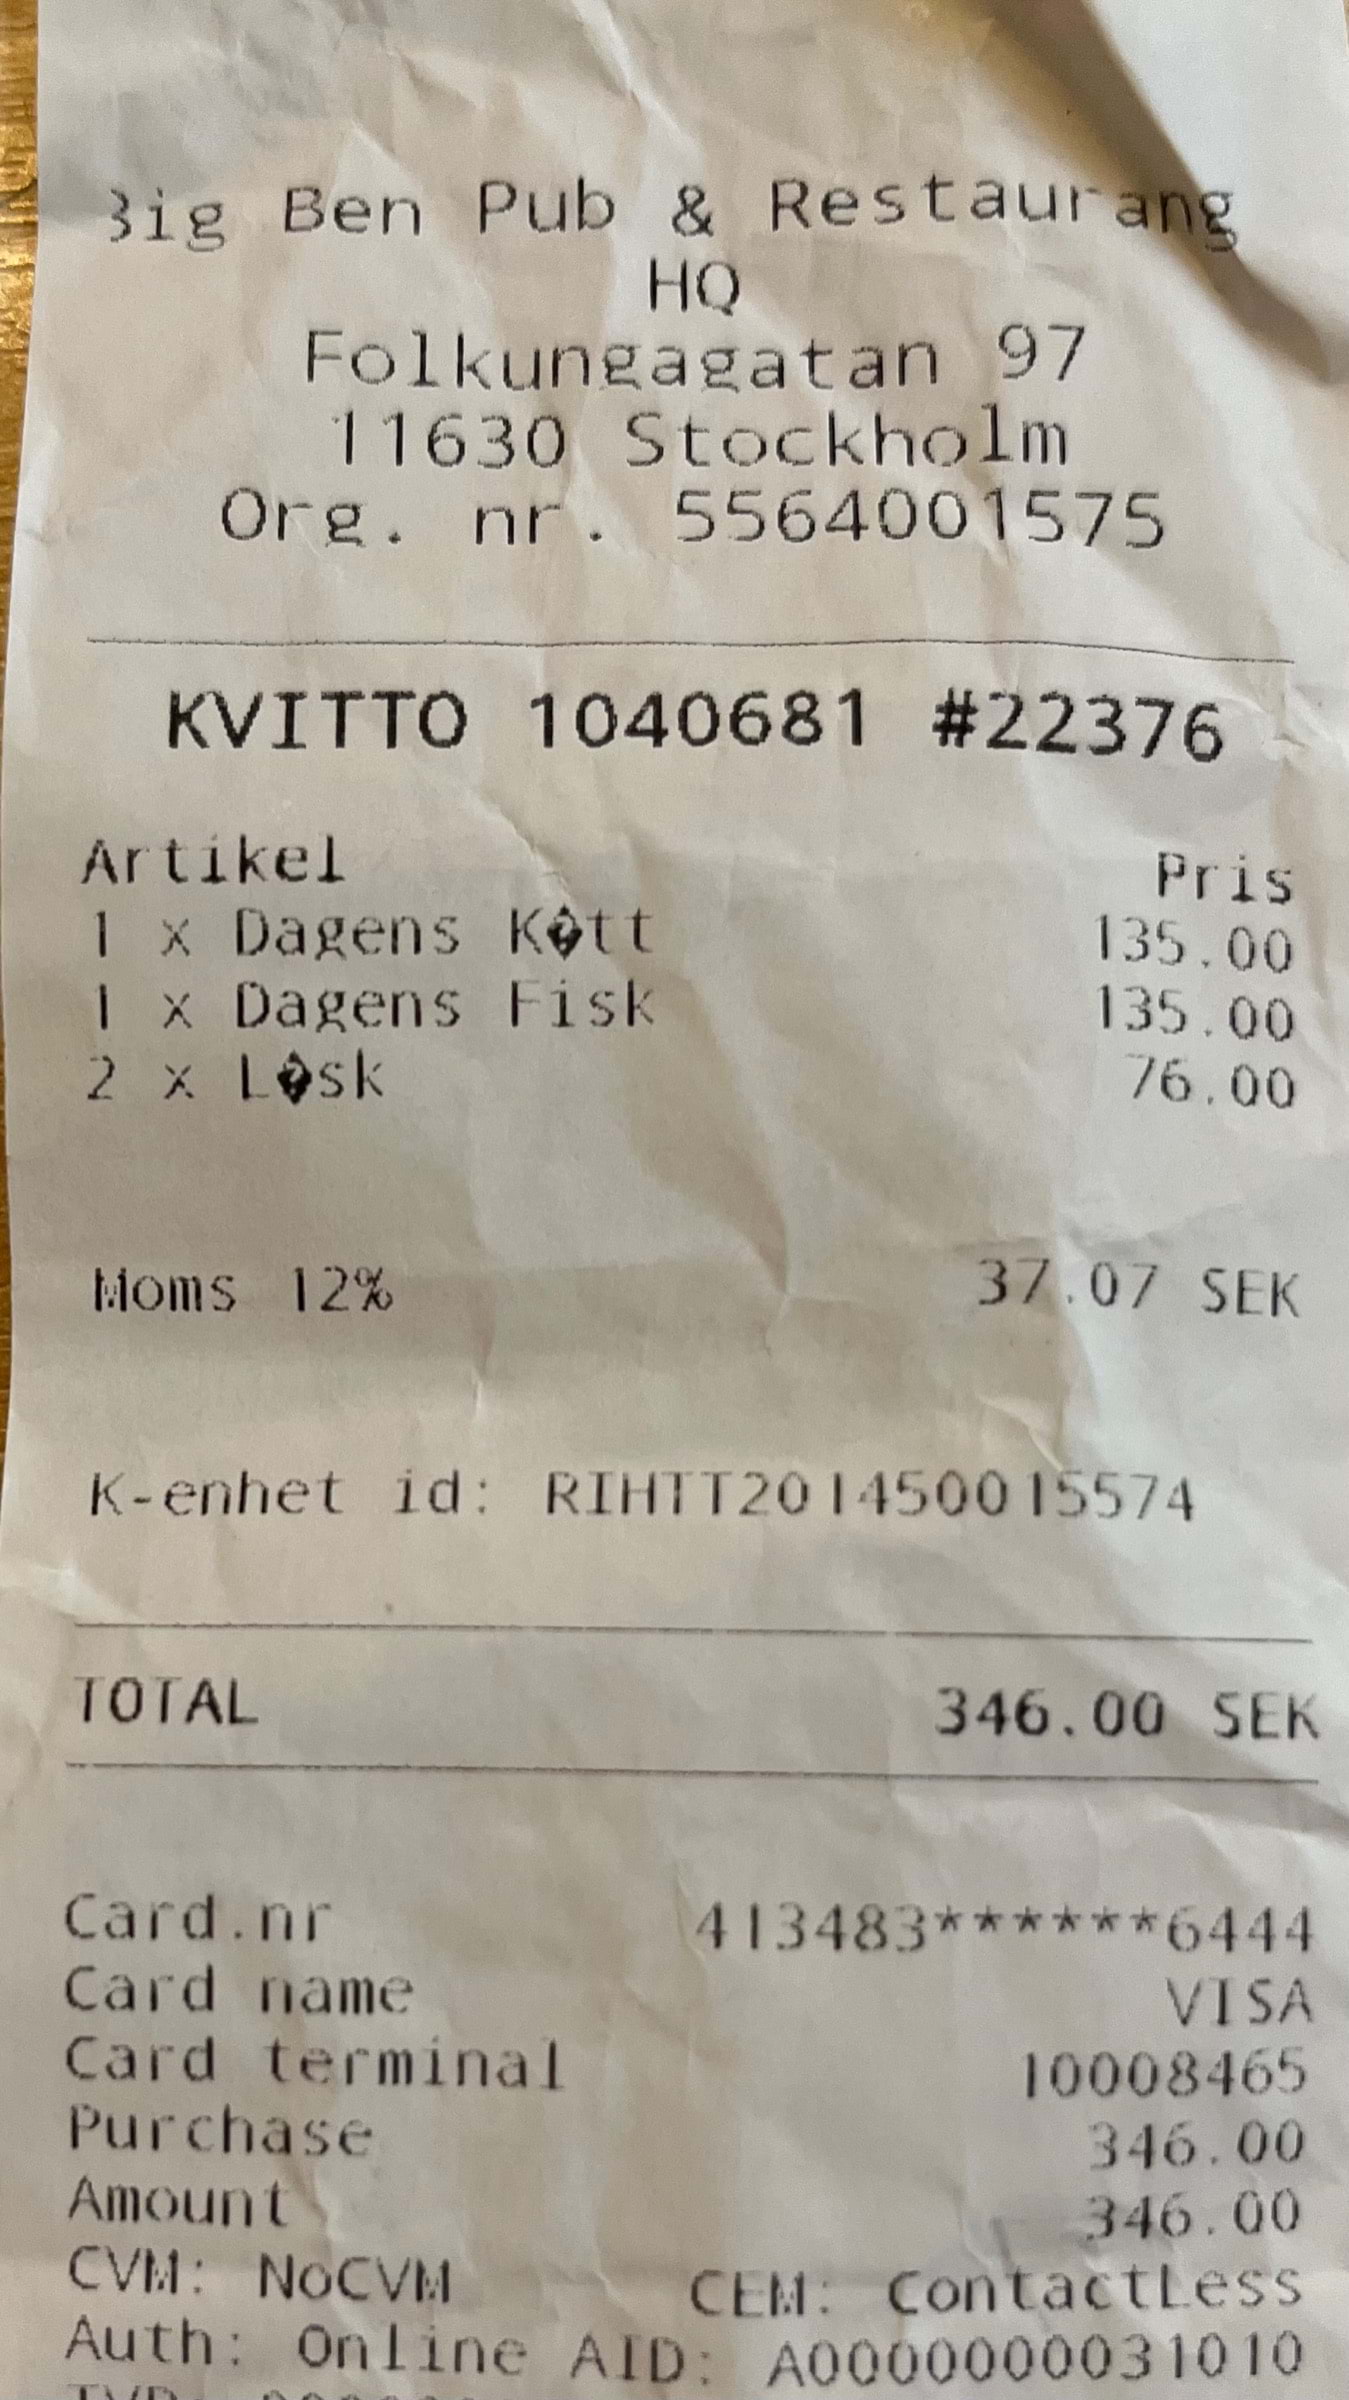 Big Ben Pub & Restaurang
HQ
Folkungagatan 97
11630 Stockholm
Org. nr. 5564001575
KVITTO 1040681 #22376
Artikel Pris
1 x Dagens K�tt 135.00
1 x Dagens Fisk 135.00
2 x L�sk 76.00
Moms 12% 37.07 SEK
K-enhet id: RIHTT201450015574
TOTAL 346.00 SEK
Card.nr 413483******6444
Card name VISA
Card terminal 10008465
Purchase 346.00
Amount 346.00
CVM: NoCVM CEM: ContactLess
Auth: Online AID: A0000000031010